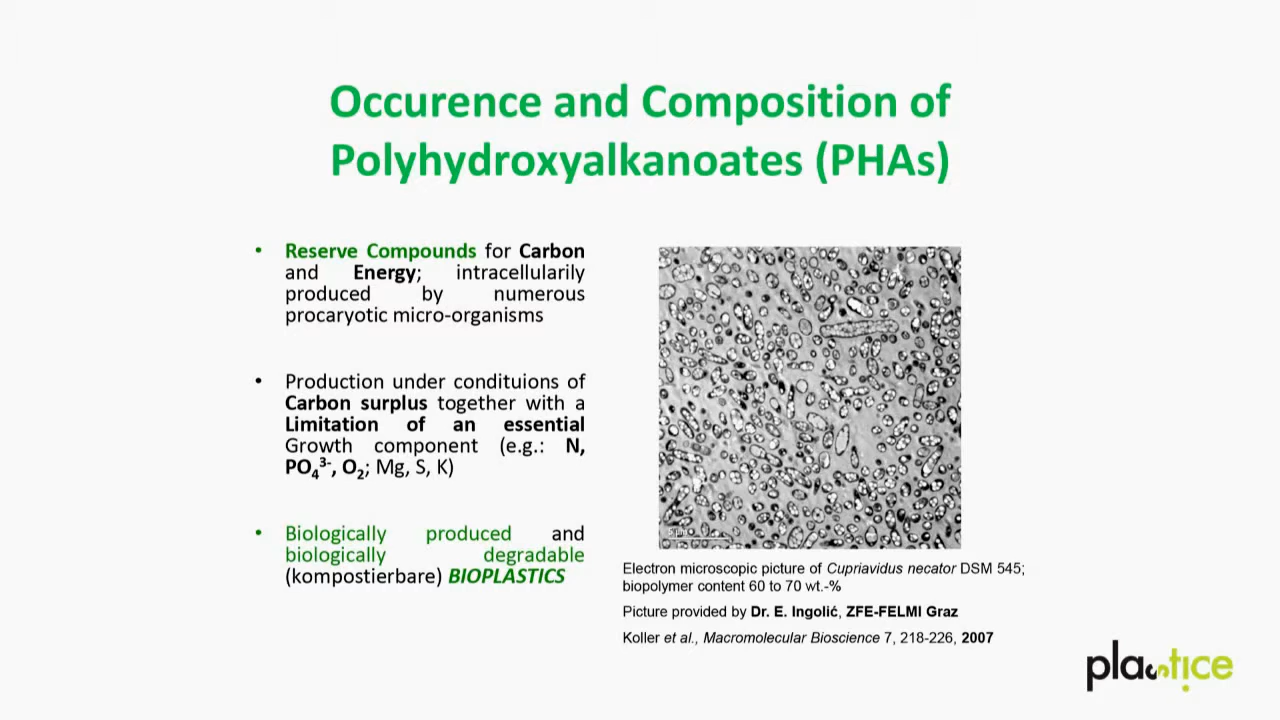 Occurence and Composition of
Polyhydroxyalkanoates (PHAs)
• Reserve Compounds for Carbon
and Energy; intracellularily
produced by numerous
procaryotic micro-organisms
• Production under condituions of
Carbon surplus together with a
Limitation of an essential
Growth component (e.g.: N,
PO₄³⁻, O₂; Mg, S, K)
• Biologically produced and
biologically degradable
(kompostierbare) BIOPLASTICS
Electron microscopic picture of Cupriavidus necator DSM 545;
biopolymer content 60 to 70 wt.-%
Picture provided by Dr. E. Ingolić, ZFE-FELMI Graz
Koller et al., Macromolecular Bioscience 7, 218-226, 2007
plastice